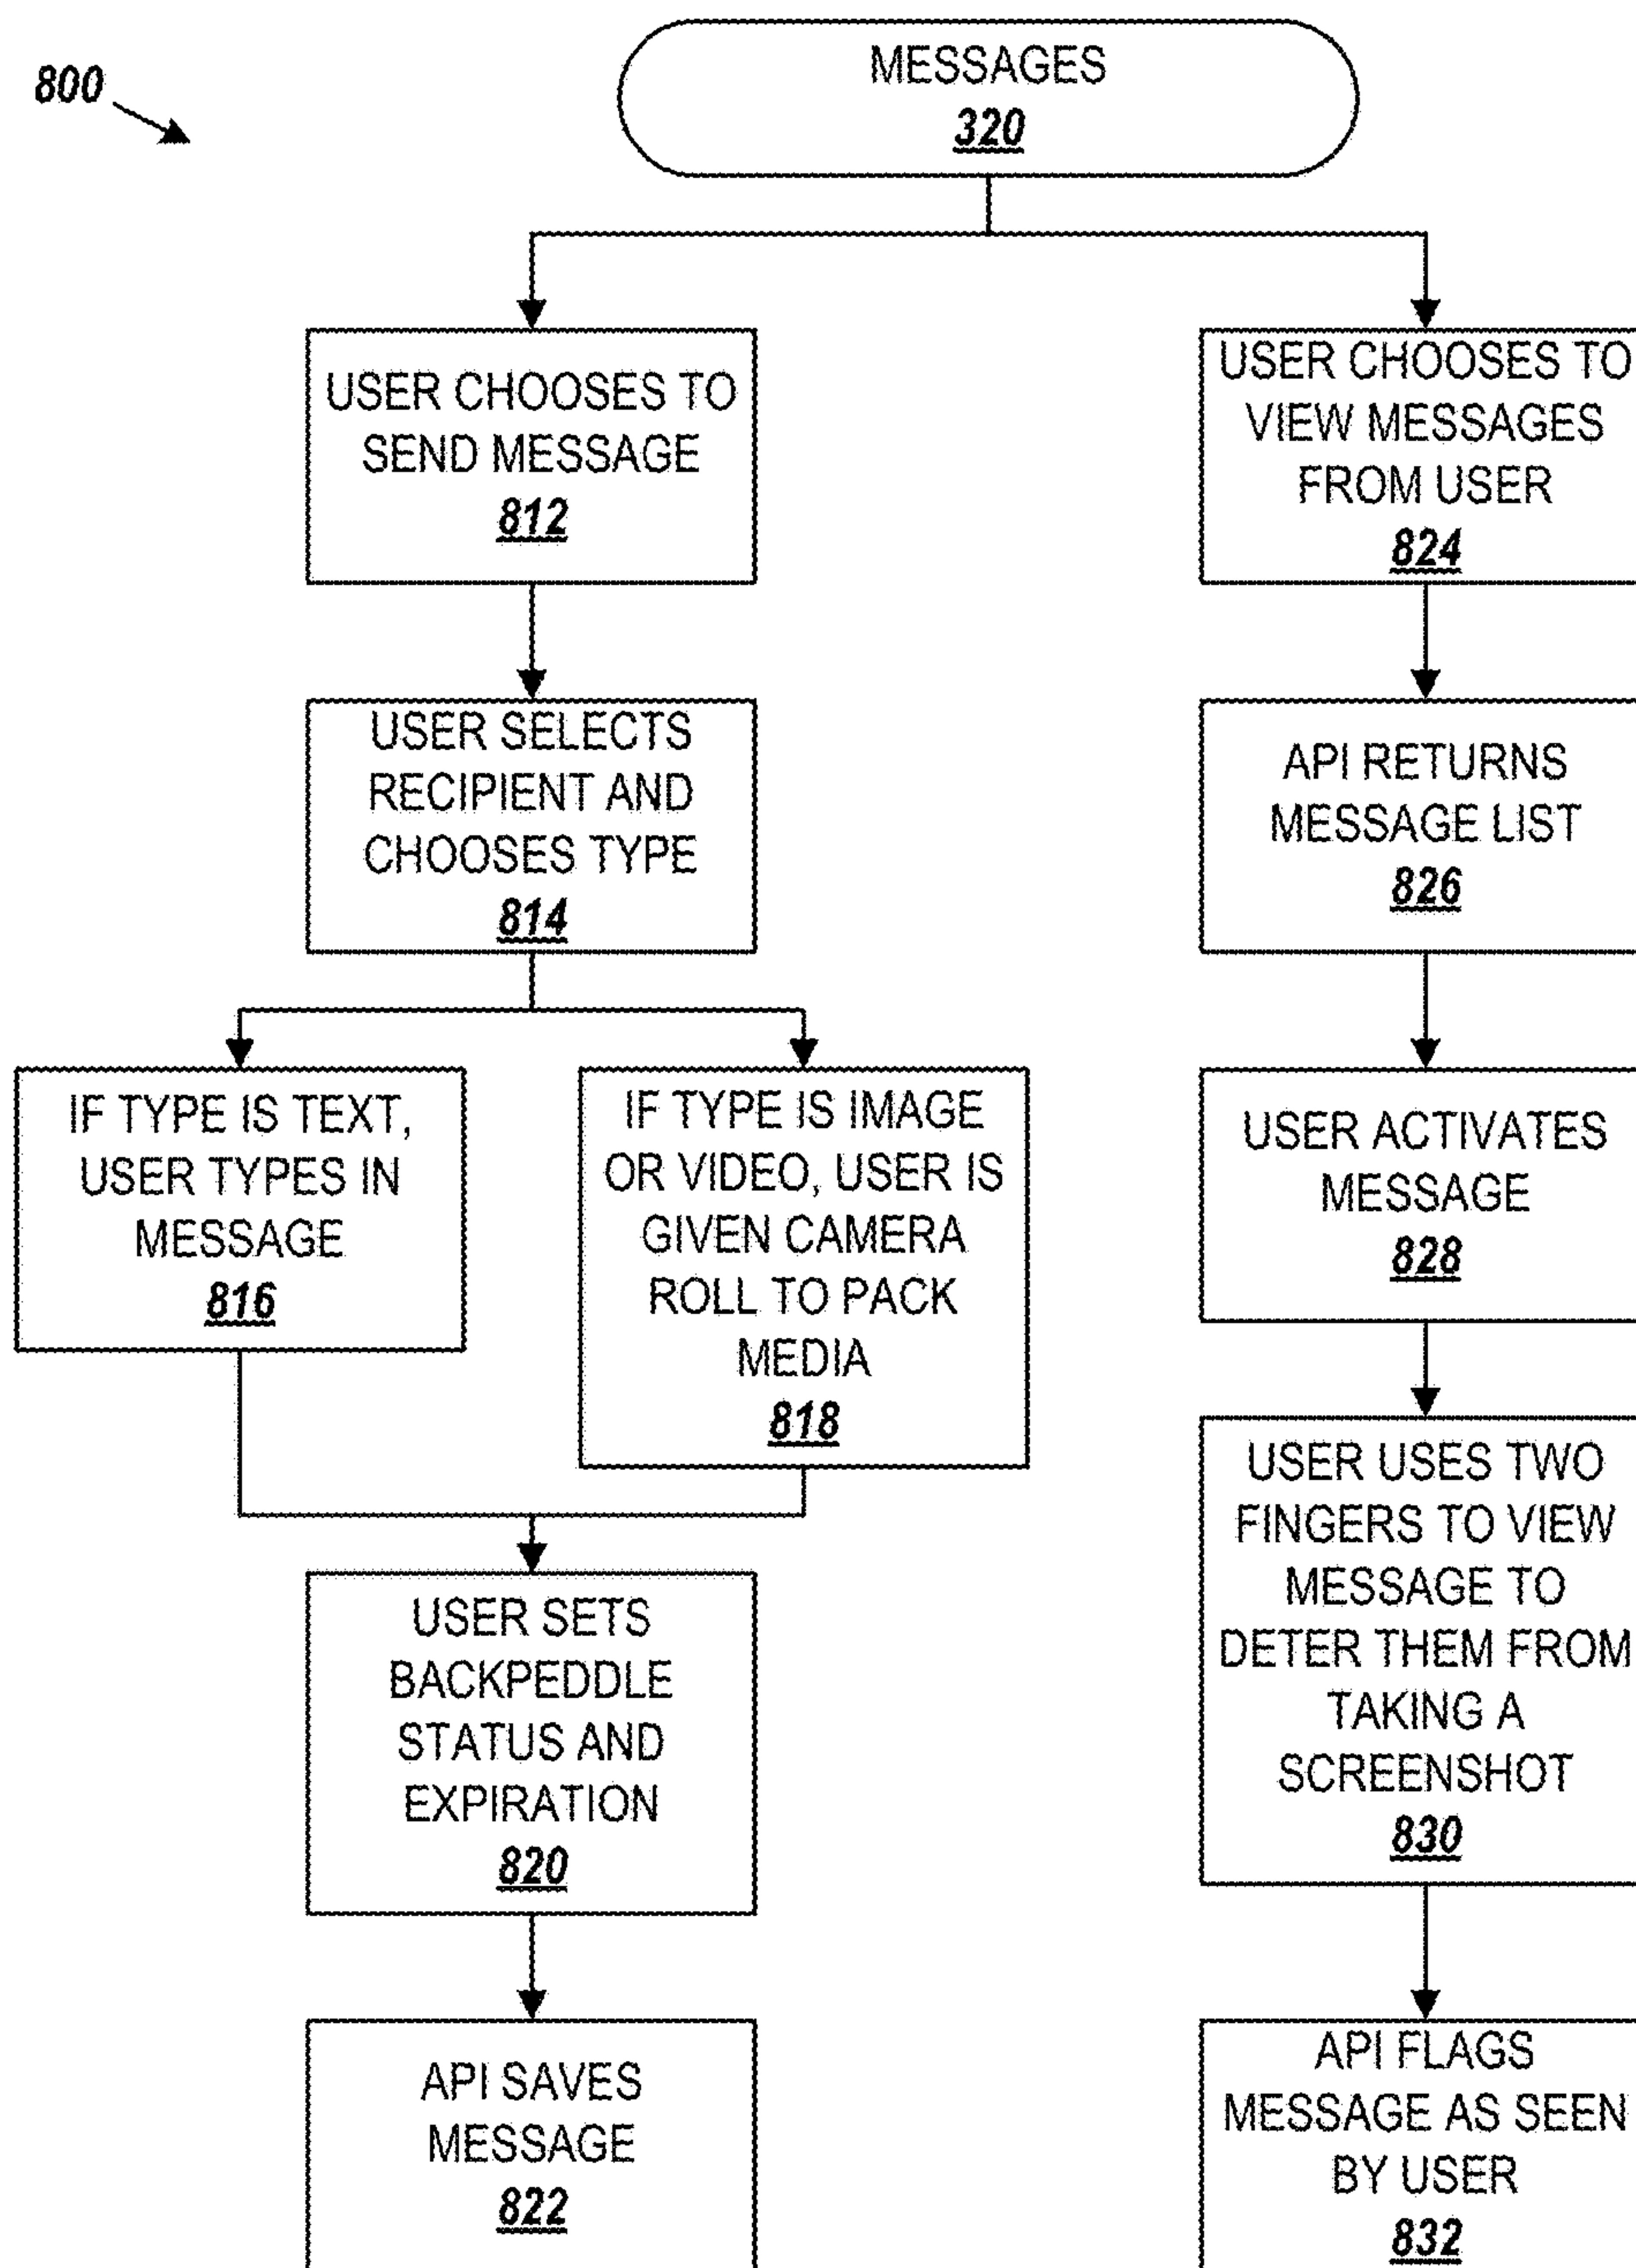 800
MESSAGES
320
USER CHOOSES TO
SEND MESSAGE
812
USER SELECTS
RECIPIENT AND
CHOOSES TYPE
814
IF TYPE IS TEXT,
USER TYPES IN
MESSAGE
816
IF TYPE IS IMAGE
OR VIDEO, USER IS
GIVEN CAMERA
ROLL TO PACK
MEDIA
818
USER SETS
BACKPEDDLE
STATUS AND
EXPIRATION
820
API SAVES
MESSAGE
822
USER CHOOSES TO
VIEW MESSAGES
FROM USER
824
API RETURNS
MESSAGE LIST
826
USER ACTIVATES
MESSAGE
828
USER USES TWO
FINGERS TO VIEW
MESSAGE TO
DETER THEM FROM
TAKING A
SCREENSHOT
830
API FLAGS
MESSAGE AS SEEN
BY USER
832